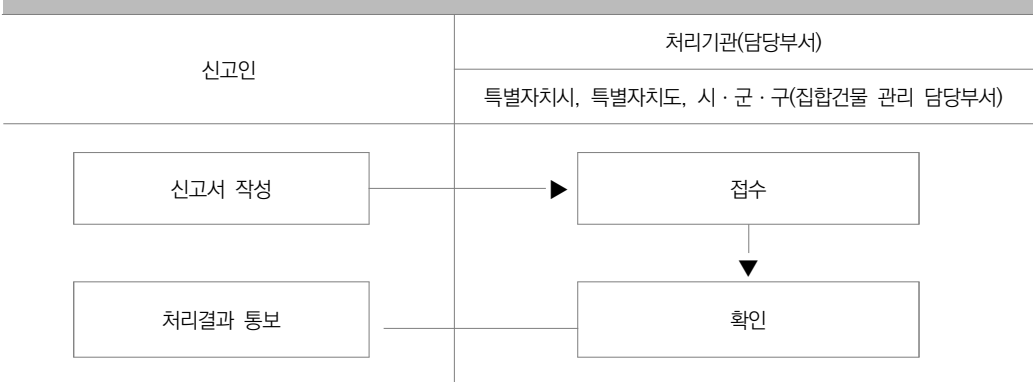 신고인
처리기관(담당부서)
특별자치시, 특별자치도, 시 · 군 · 구(집합건물 관리 담당부서)
신고서 작성
접수
처리결과 통보
확인